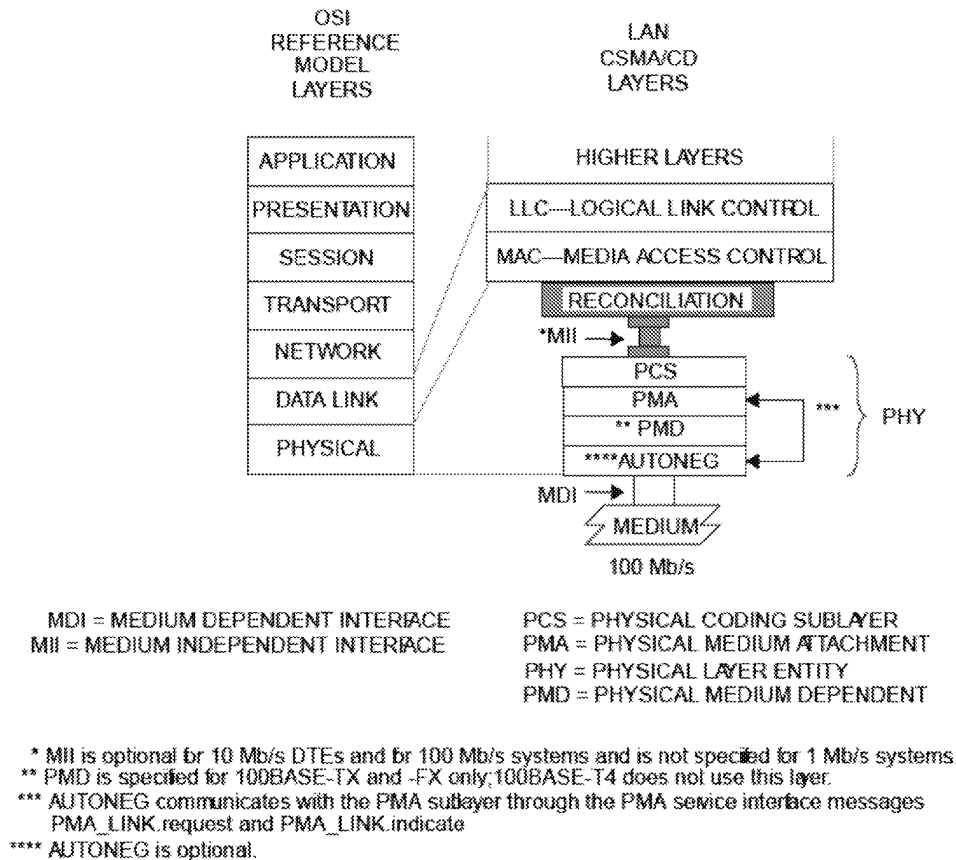 OSI
REFERENCE
MODEL
LAYERS
LAN
CSMA/CD
LAYERS
APPLICATION
PRESENTATION
SESSION
TRANSPORT
NETWORK
DATA LINK
PHYSICAL
HIGHER LAYERS
LLC—LOGICAL LINK CONTROL
MAC—MEDIA ACCESS CONTROL
RECONCILIATION
*MII
PCS
PMA
** PMD
****AUTONEG
***
PHY
MDI
MEDIUM
100 Mb/s
MDI = MEDIUM DEPENDENT INTERFACE
MII = MEDIUM INDEPENDENT INTERFACE
PCS = PHYSICAL CODING SUBLAYER
PMA = PHYSICAL MEDIUM ATTACHMENT
PHY = PHYSICAL LAYER ENTITY
PMD = PHYSICAL MEDIUM DEPENDENT
* MII is optional for 10 Mb/s DTEs and for 100 Mb/s systems and is not specified for 1 Mb/s systems
** PMD is specified for 100BASE-TX and -FX only;100BASE-T4 does not use this layer.
*** AUTONEG communicates with the PMA sublayer through the PMA service interface messages
PMA_LINK.request and PMA_LINK.indicate
**** AUTONEG is optional.